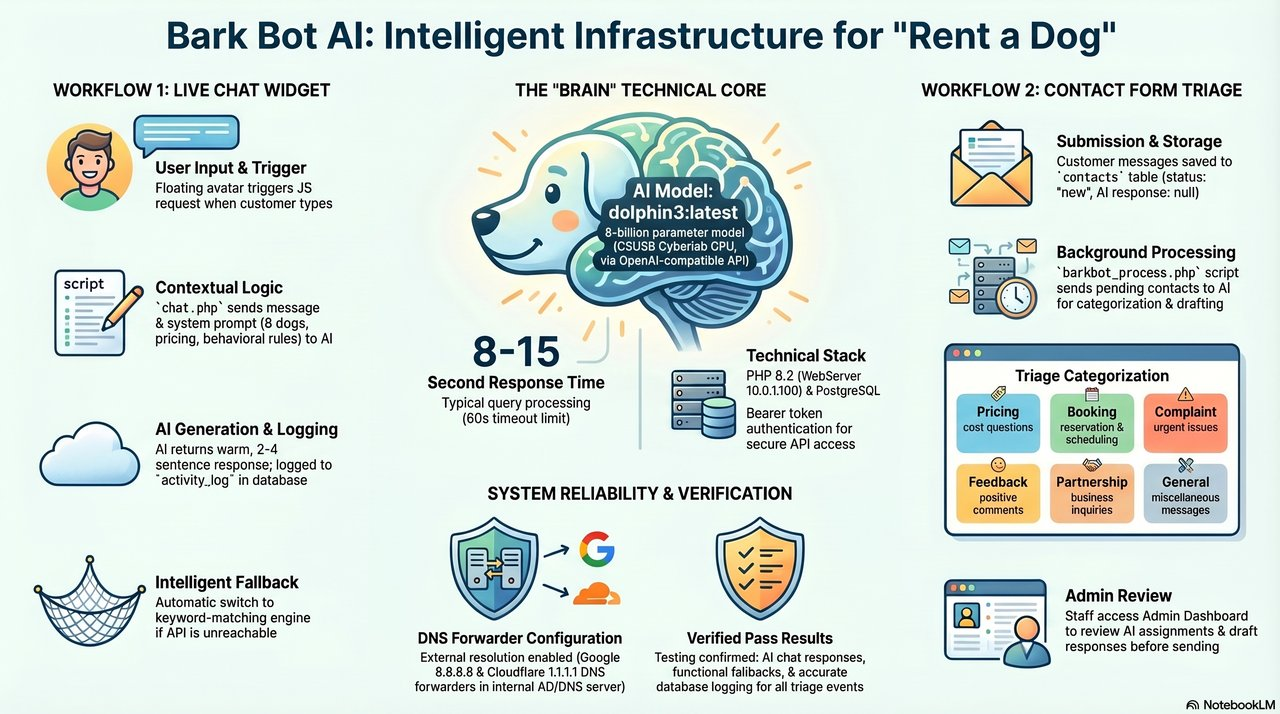 Bark Bot AI: Intelligent Infrastructure for "Rent a Dog"
WORKFLOW 1: LIVE CHAT WIDGET
User Input & Trigger
Floating avatar triggers JS
request when customer types
script
Contextual Logic
`chat.php` sends message
& system prompt (8 dogs,
pricing, behavioral rules) to AI
AI Generation & Logging
AI returns warm, 2-4
sentence response; logged to
`activity_log" in database
Intelligent Fallback
Automatic switch to
keyword-matching engine
if API is unreachable
THE "BRAIN" TECHNICAL CORE
AI Model:
dolphin3:latest
8-billion parameter model
(CSUSB Cyberlab CPU,
via OpenAI-compatible API)
8-15
Second Response Time
Typical query processing
(60s timeout limit)
Technical Stack
PHP 8.2 (WebServer
10.0.1.100) & PostgreSQL
Bearer token
authentication for
secure API access
SYSTEM RELIABILITY & VERIFICATION
G
DNS Forwarder Configuration
External resolution enabled (Google
8.8.8.8 & Cloudflare 1.1.1.1 DNS
forwarders in internal AD/DNS server)
Verified Pass Results
Testing confirmed: AI chat responses,
functional fallbacks, & accurate
database logging for all triage events
WORKFLOW 2: CONTACT FORM TRIAGE
Submission & Storage
Customer messages saved to
`contacts` table (status:
"new", AI response: null)
Background Processing
`barkbot_process.php` script
sends pending contacts to AI
for categorization & drafting
Triage Categorization
Pricing
cost questions
Booking
reservation &
scheduling
Complaint
urgent issues
Feedback
positive
comments
Partnership
business
inquiries
General
miscellaneous
messages
Admin Review
Staff access Admin Dashboard
to review AI assignments & draft
responses before sending
NotebookLM